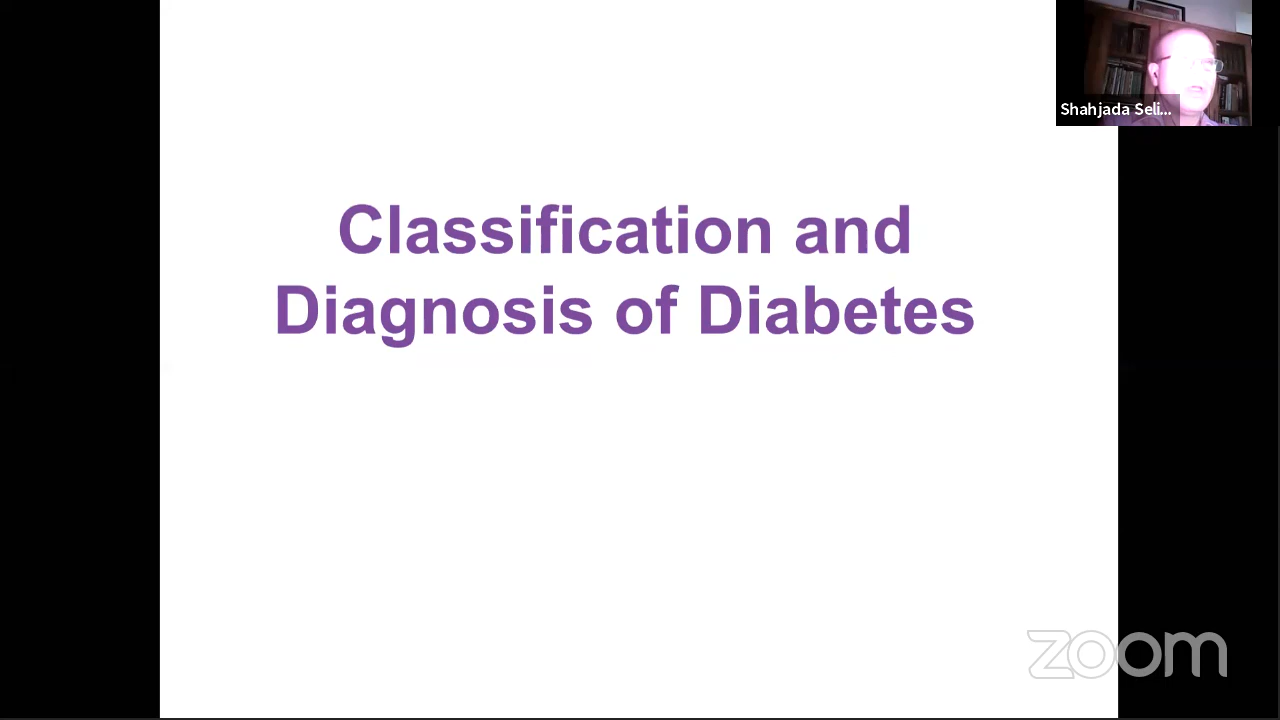 Shahjada Seli...
Classification and
Diagnosis of Diabetes
zoom